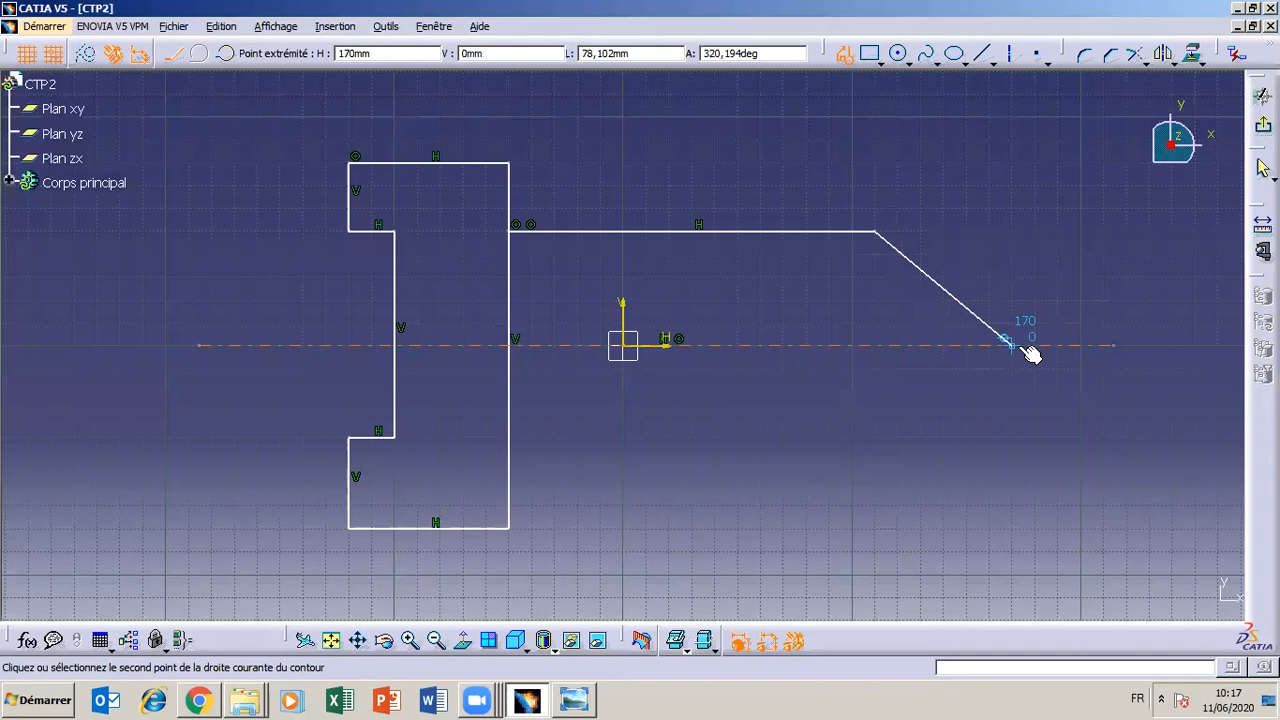 CATIA V5 - [CTP2]
Démarrer ENOVIA V5 VPM Fichier Edition Affichage Insertion Outils Fenêtre Aide
Point extrémité : H : 170mm V : 0mm L : 78,102mm A : 320,194deg
CTP2
Plan xy
Plan yz
Plan zx
Corps principal
y
x
z
H
V
H
H
V
V
V
H
V
H
V
H
170
0
y
x
f(x)
CATIA
Cliquez ou sélectionnez le second point de la droite courante du contour
Démarrer
FR
10:17
11/06/2020